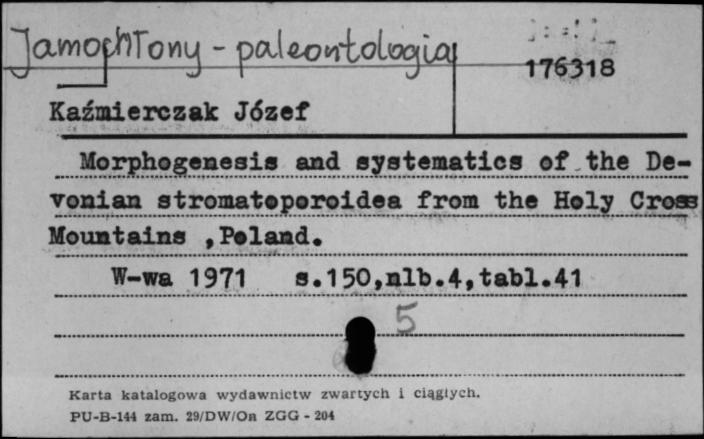 Jamochłony - paleontologia
176318
Kaźmierczak Józef
Morphogenesis and systematics of the De-
vonian stromatoporoidea from the Holy Cross
Mountains ,Poland.
W-wa 1971 s.150,nlb.4,tabl.41
5
Karta katalogowa wydawnictw zwartych i ciągłych.
PU-B-144 zam. 29/DW/On ZGG - 204